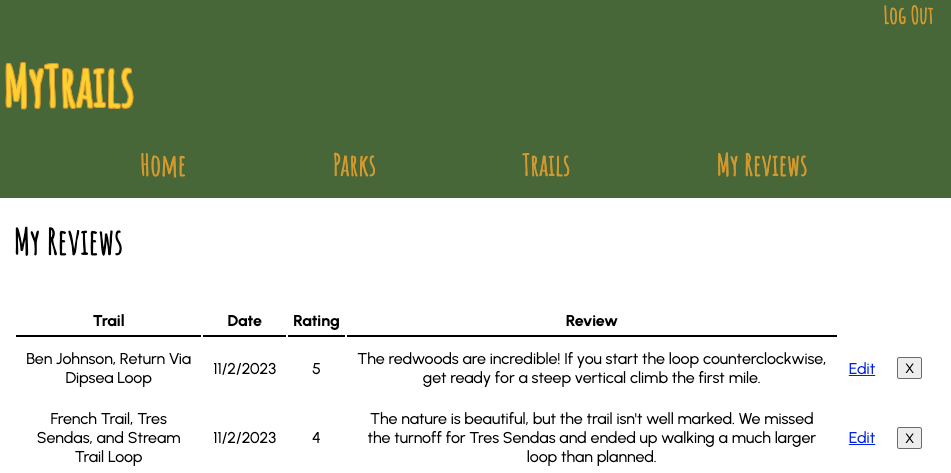 Log Out
MyTrails
Home Parks Trails My Reviews
My Reviews
Trail Date Rating Review
Ben Johnson, Return Via
Dipsea Loop
11/2/2023
5
The redwoods are incredible! If you start the loop counterclockwise,
get ready for a steep vertical climb the first mile.
Edit
X
French Trail, Tres
Sendas, and Stream
Trail Loop
11/2/2023
4
The nature is beautiful, but the trail isn't well marked. We missed
the turnoff for Tres Sendas and ended up walking a much larger
loop than planned.
Edit
X